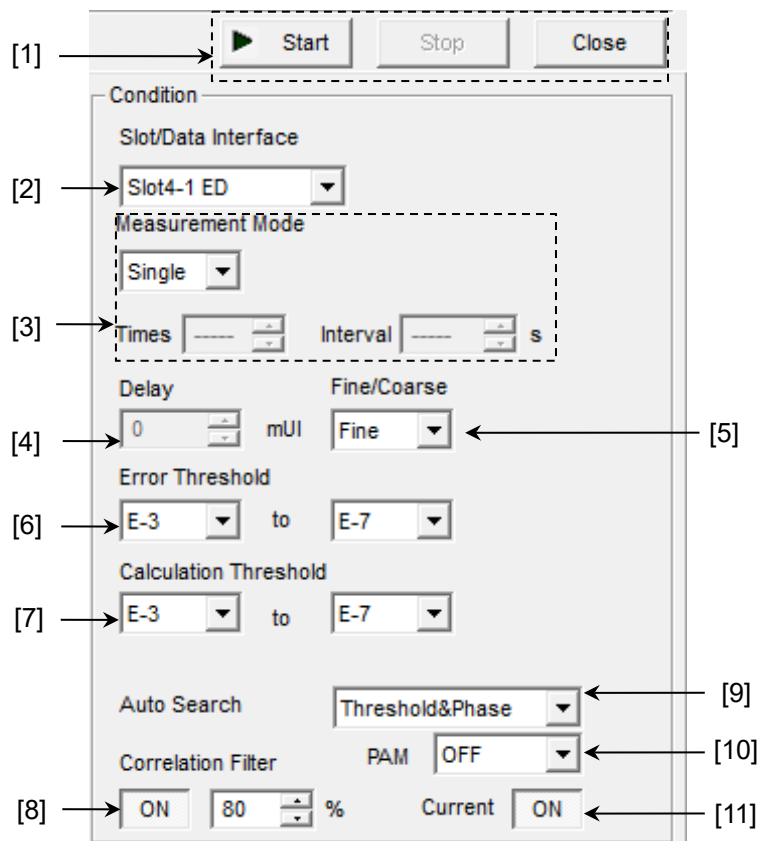 [1] Start Stop Close
Condition
Slot/Data Interface
[2] Slot4-1 ED
Measurement Mode
Single
[3] Times ----- Interval ----- s
Delay Fine/Coarse
[4] 0 mUI Fine [5]
Error Threshold
[6] E-3 to E-7
Calculation Threshold
[7] E-3 to E-7
Auto Search Threshold&Phase [9]
Correlation Filter PAM OFF [10]
[8] ON 80 % Current ON [11]